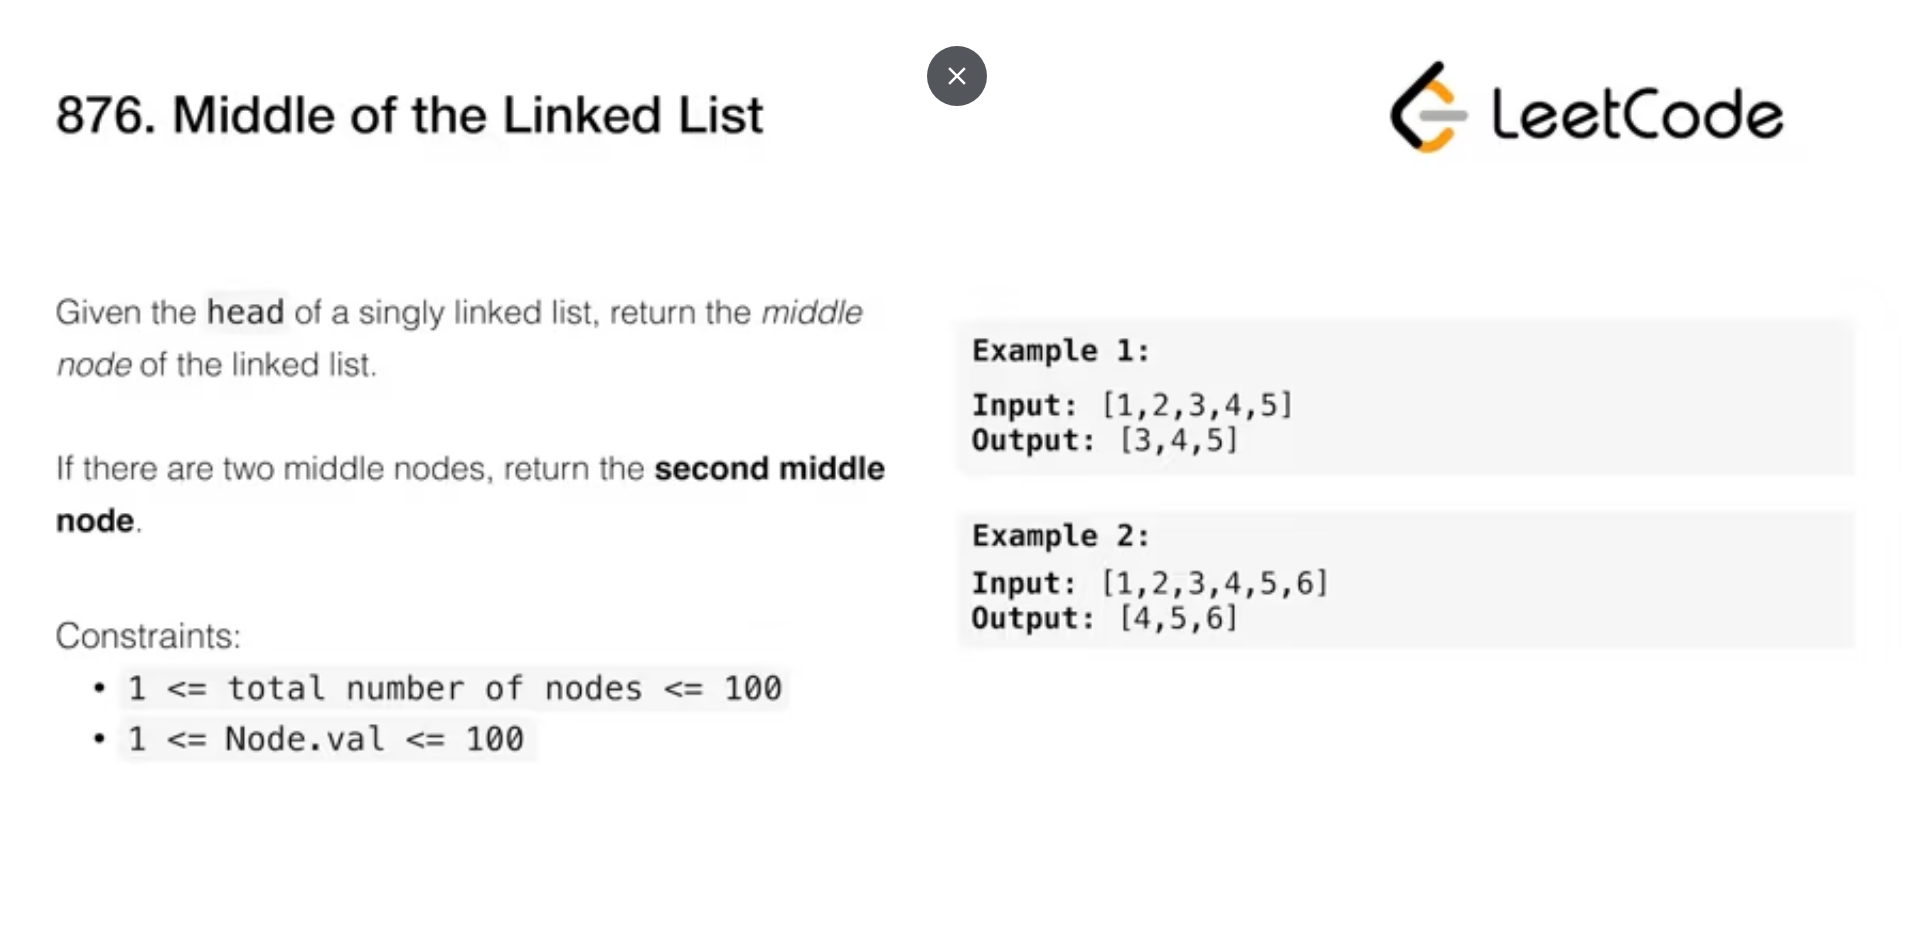 876. Middle of the Linked List
LeetCode
Given the head of a singly linked list, return the middle
node of the linked list.
If there are two middle nodes, return the second middle
node.
Constraints:
• 1 <= total number of nodes <= 100
• 1 <= Node.val <= 100
Example 1:
Input: [1,2,3,4,5]
Output: [3,4,5]
Example 2:
Input: [1,2,3,4,5,6]
Output: [4,5,6]